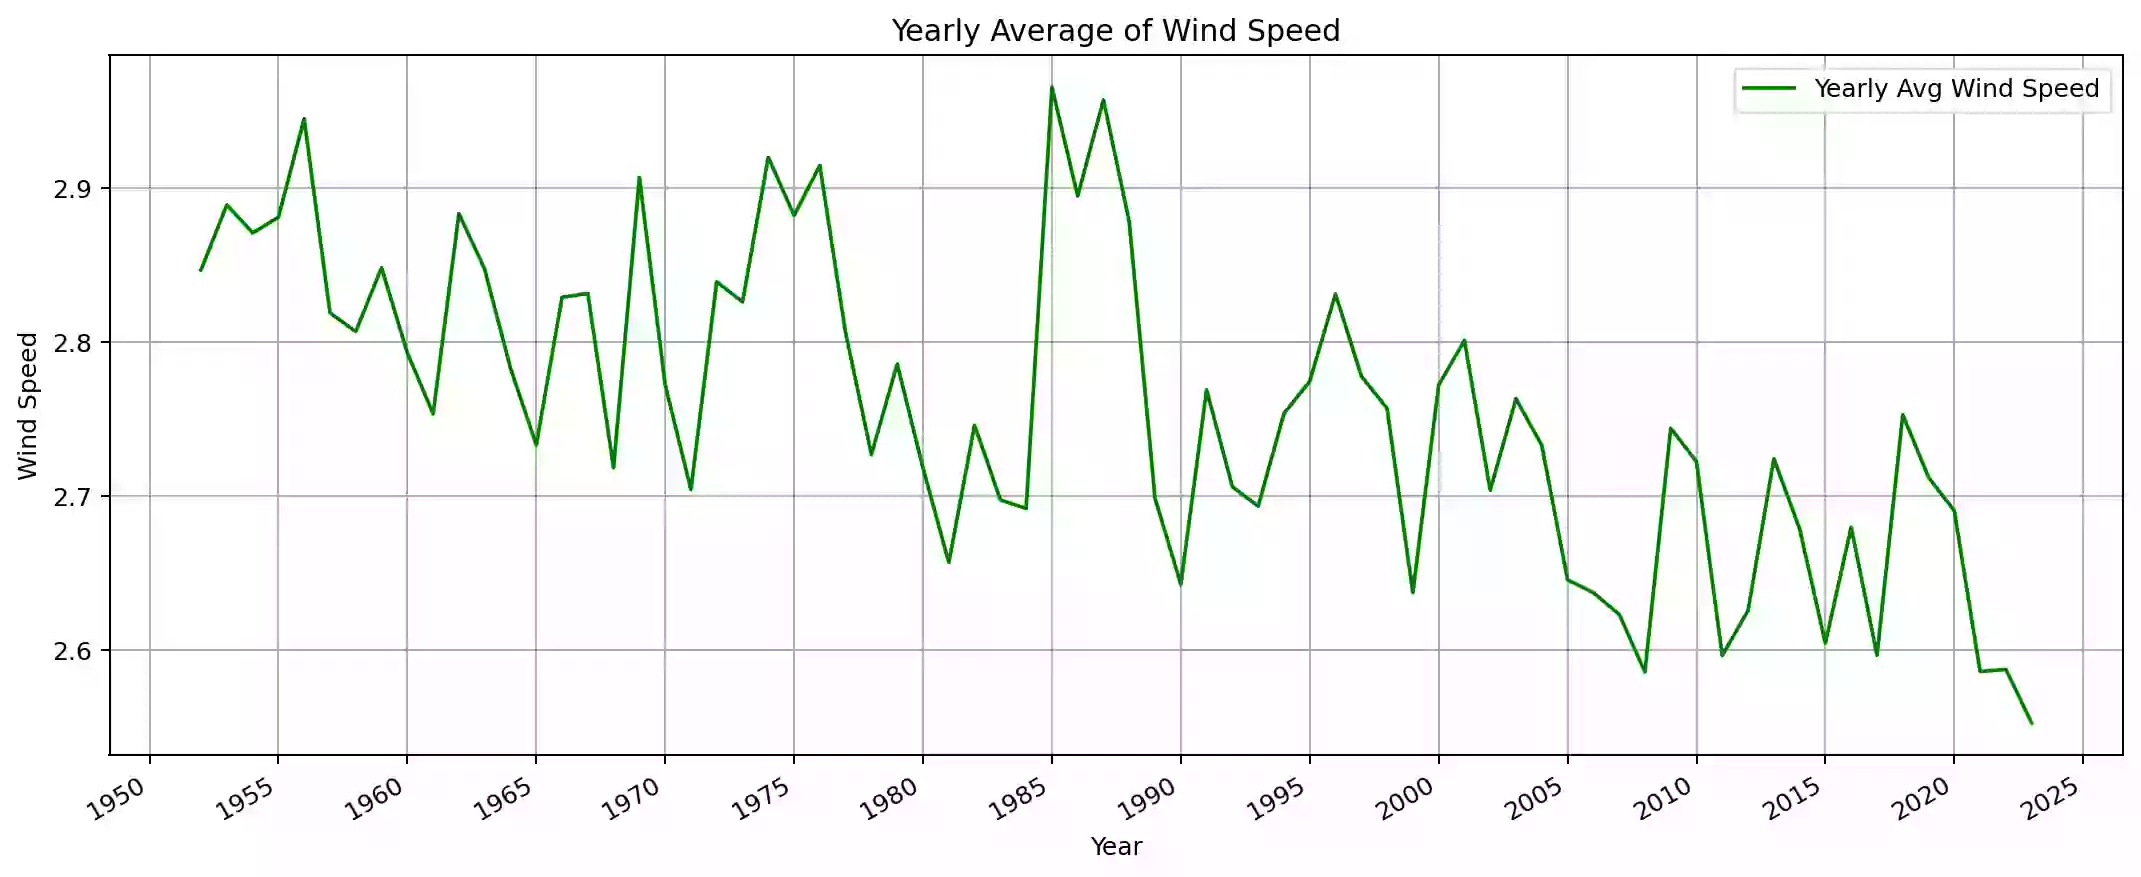 Yearly Average of Wind Speed
Yearly Avg Wind Speed
Wind Speed
2.9
2.8
2.7
2.6
1950 1955 1960 1965 1970 1975 1980 1985 1990 1995 2000 2005 2010 2015 2020 2025
Year